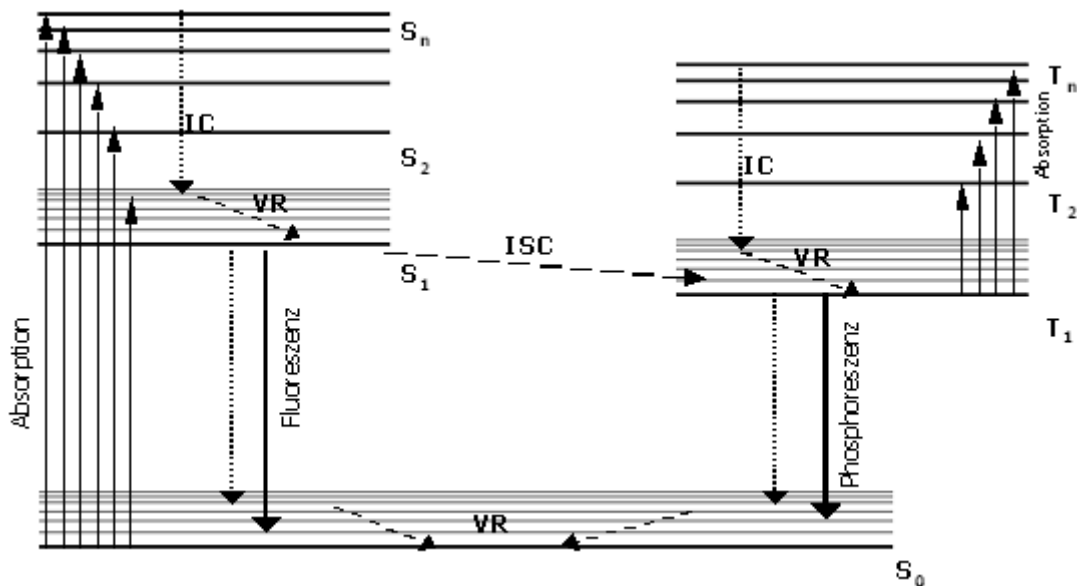 Sₙ
Tₙ
Absorption
IC
S₂
IC
T₂
VR
VR
ISC
S₁
T₁
Absorption
Fluoreszenz
Phosphoreszenz
VR
S₀